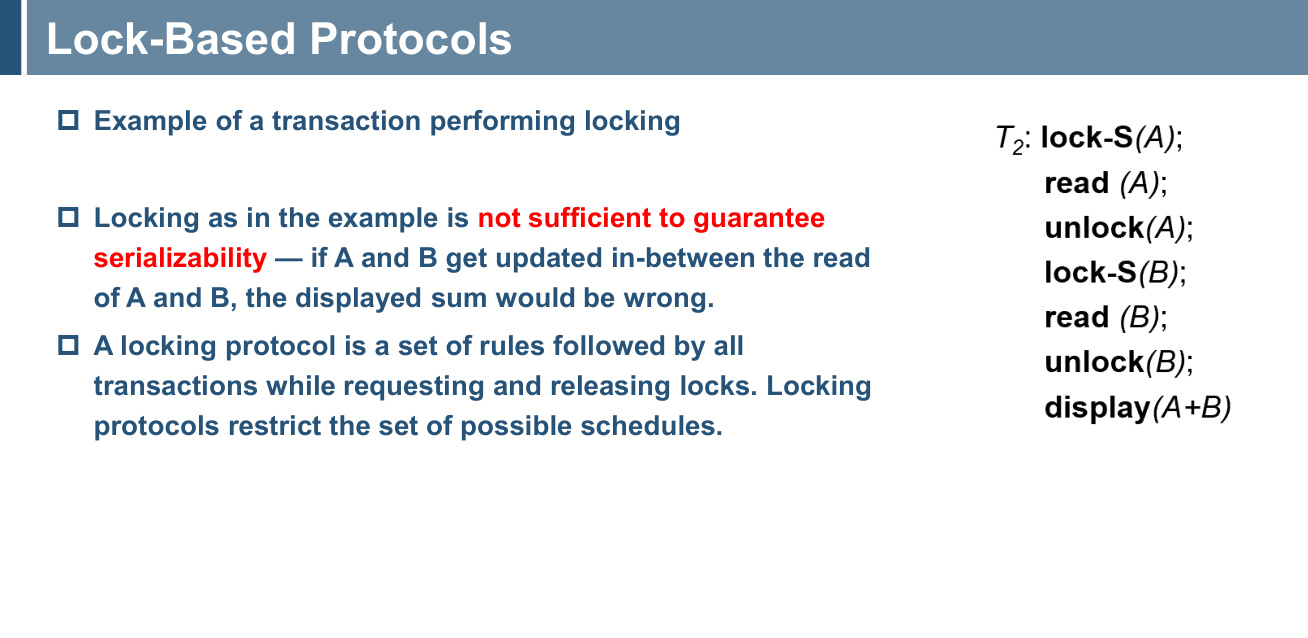 Lock-Based Protocols
Example of a transaction performing locking
Locking as in the example is not sufficient to guarantee
serializability — if A and B get updated in-between the read
of A and B, the displayed sum would be wrong.
A locking protocol is a set of rules followed by all
transactions while requesting and releasing locks. Locking
protocols restrict the set of possible schedules.
T2: lock-S(A);
read (A);
unlock(A);
lock-S(B);
read (B);
unlock(B);
display(A+B)